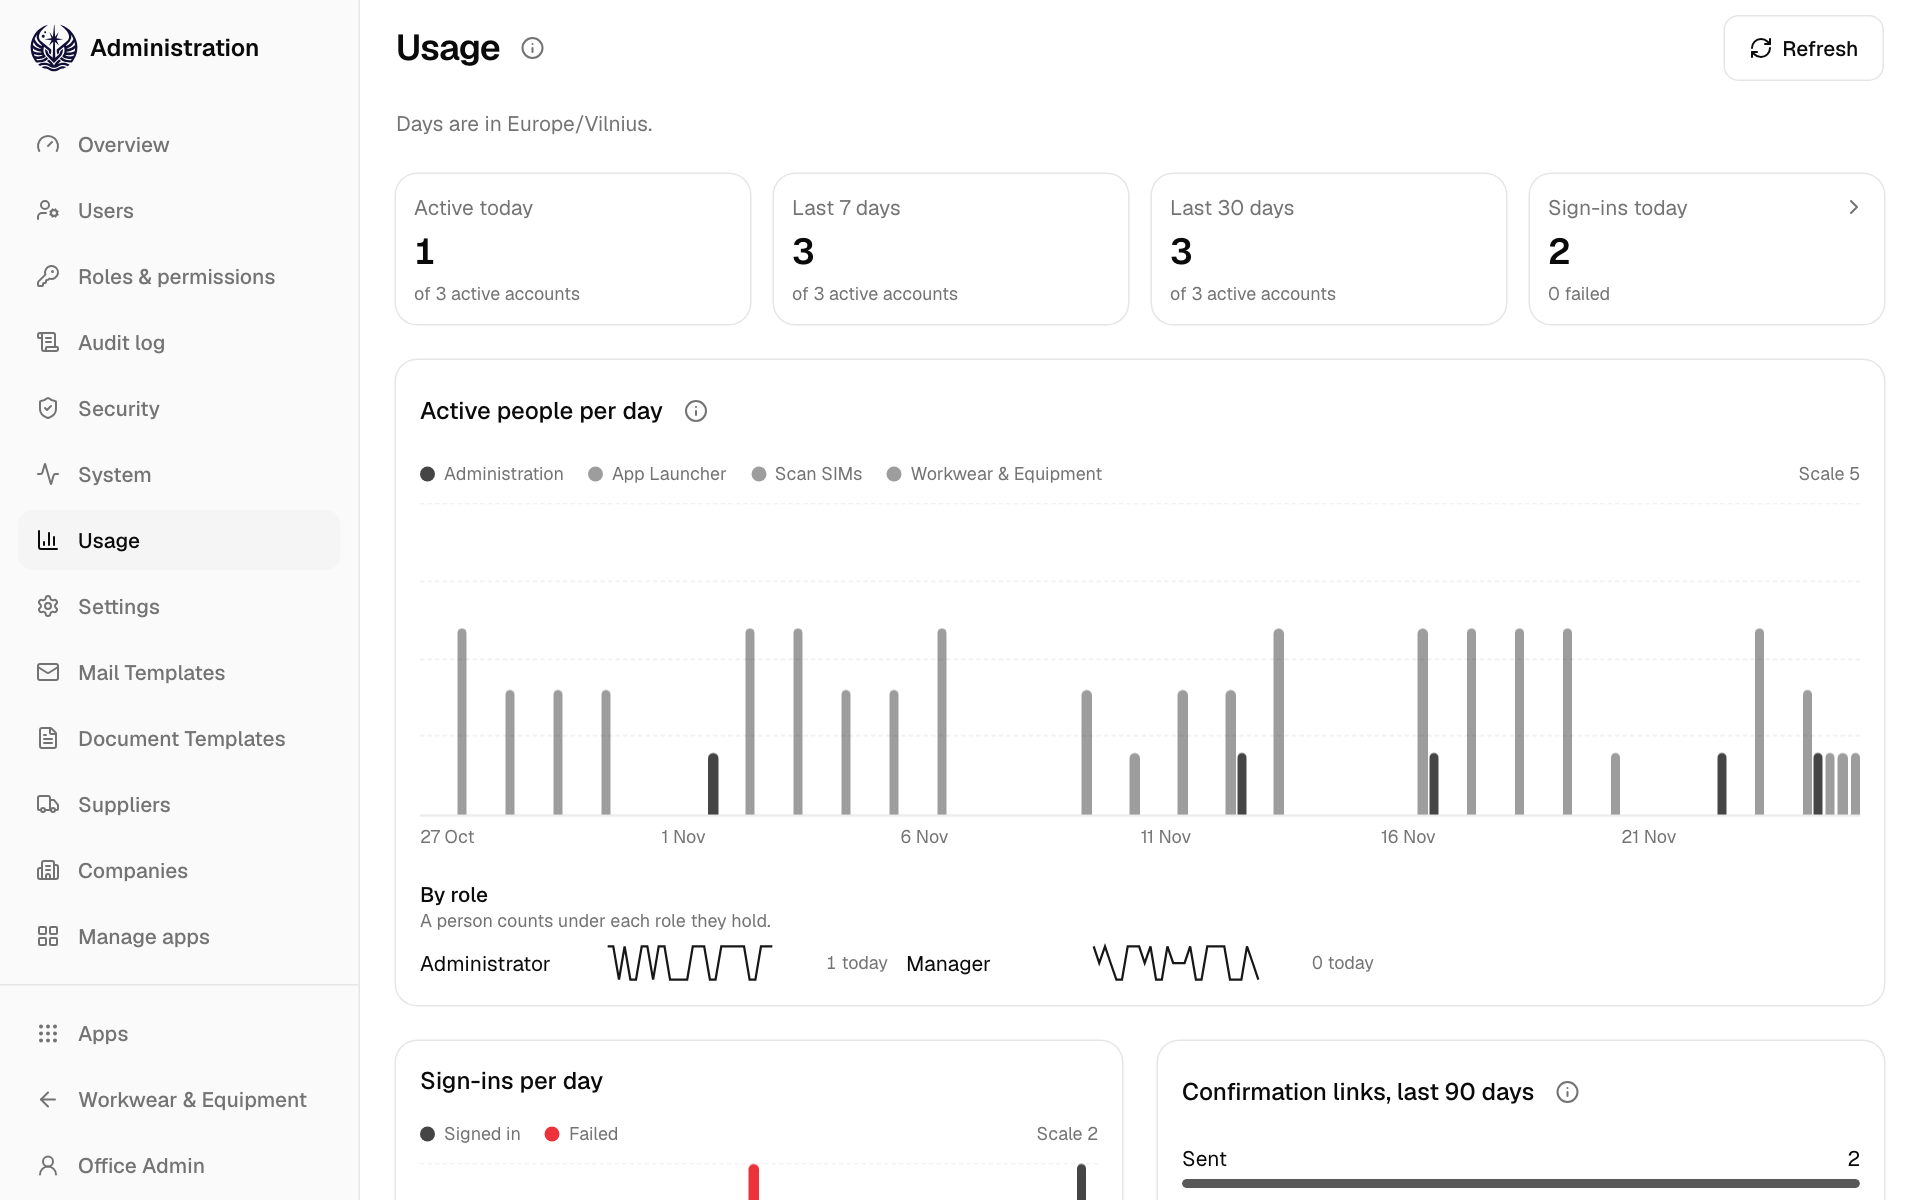 Administration
Overview
Users
Roles & permissions
Audit log
Security
System
Usage
Settings
Mail Templates
Document Templates
Suppliers
Companies
Manage apps
Apps
Workwear & Equipment
Office Admin
Usage
Refresh
Days are in Europe/Vilnius.
Active today
1
of 3 active accounts
Last 7 days
3
of 3 active accounts
Last 30 days
3
of 3 active accounts
Sign-ins today
2
0 failed
Active people per day
Administration App Launcher Scan SIMs Workwear & Equipment Scale 5
27 Oct 1 Nov 6 Nov 11 Nov 16 Nov 21 Nov
By role
A person counts under each role they hold.
Administrator 1 today Manager 0 today
Sign-ins per day
Signed in Failed Scale 2
Confirmation links, last 90 days
Sent 2